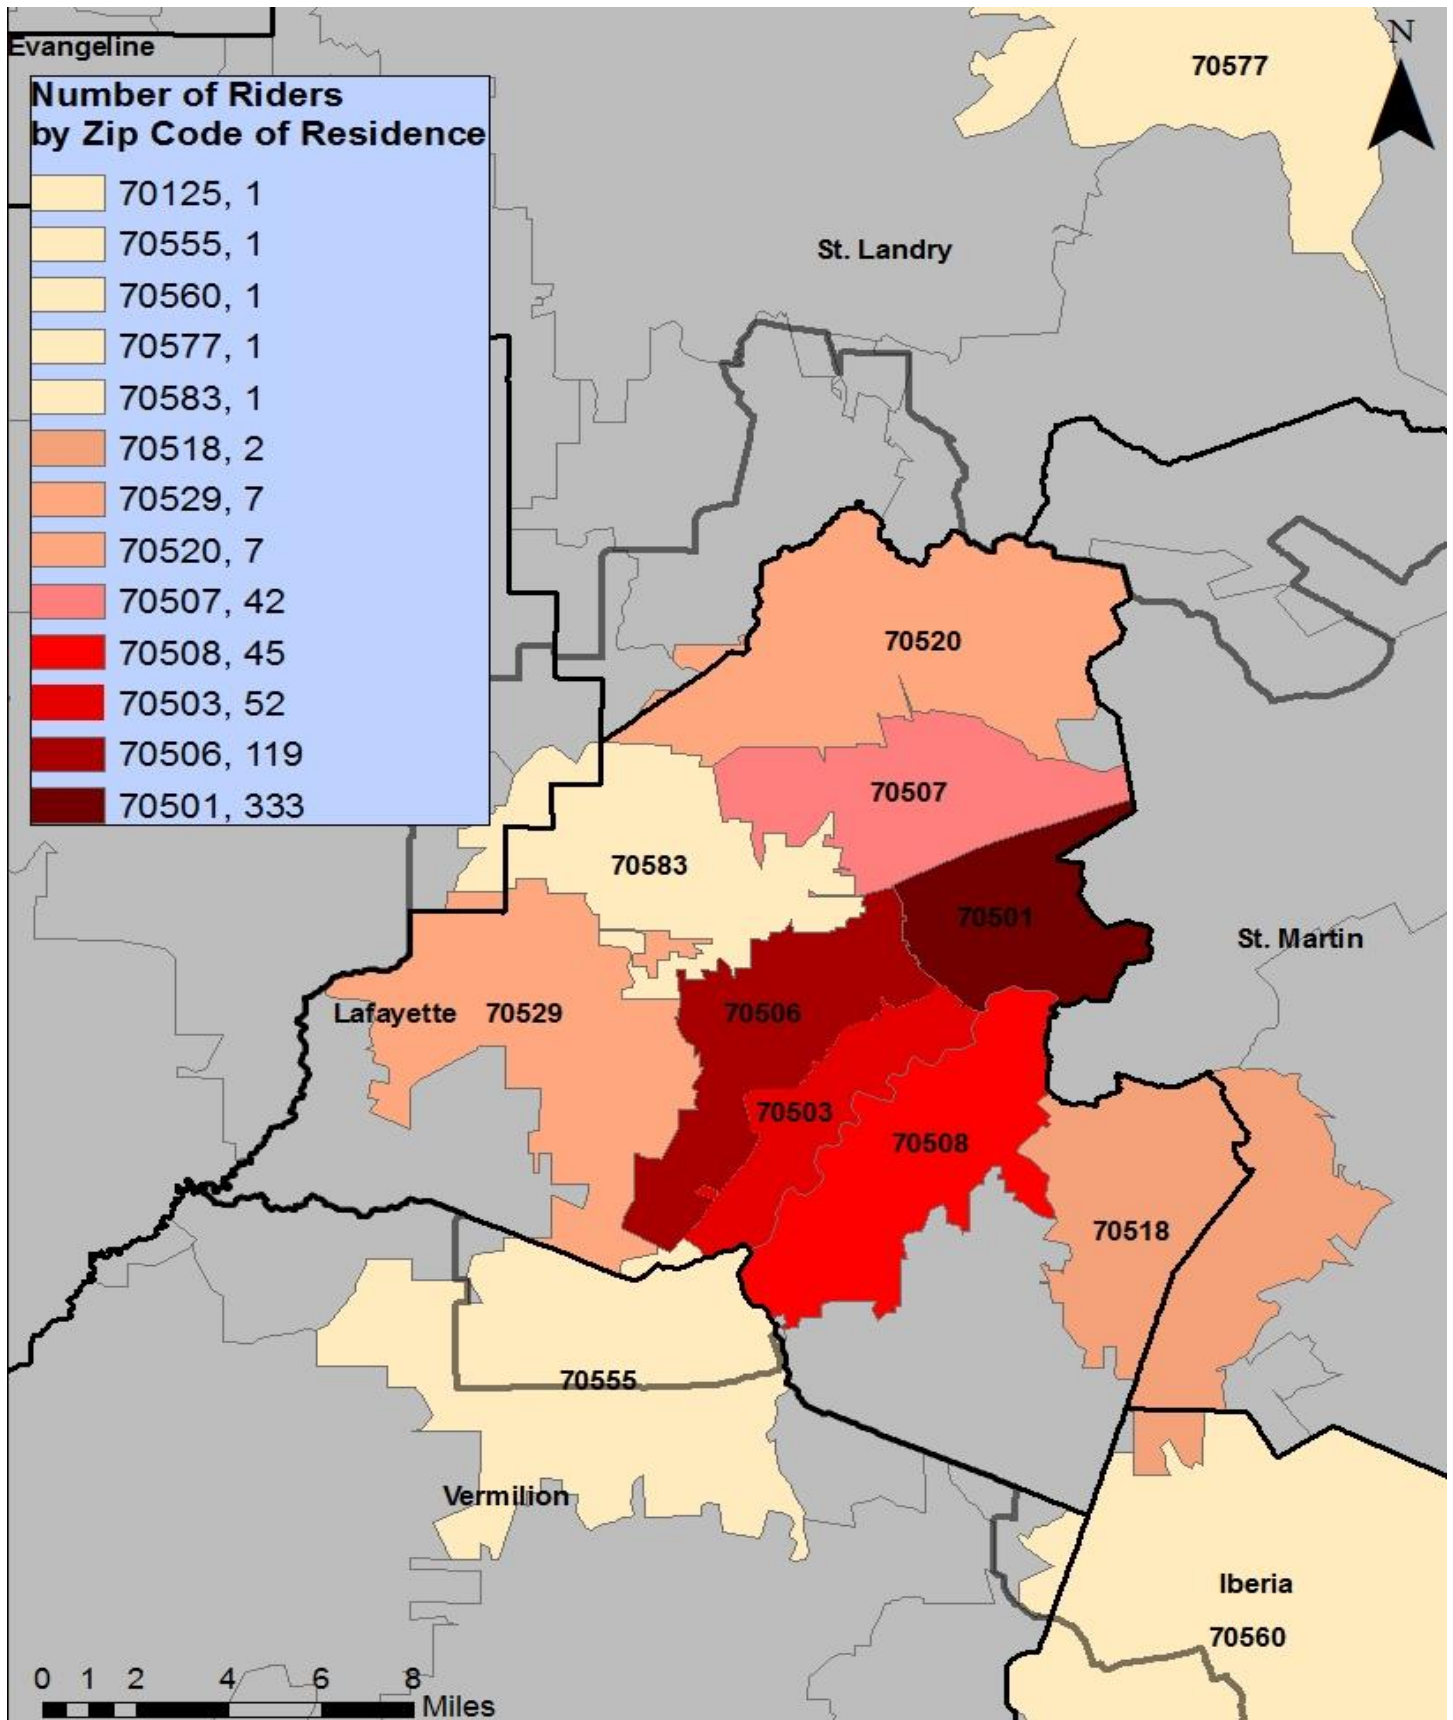 Evangeline
N
70577
Number of Riders
by Zip Code of Residence
70125, 1
70555, 1
70560, 1
70577, 1
70583, 1
70518, 2
70529, 7
70520, 7
70507, 42
70508, 45
70503, 52
70506, 119
70501, 333
St. Landry
70520
70507
70583
70501
St. Martin
Lafayette 70529
70506
70503
70508
70518
70555
Vermilion
Iberia
70560
0 1 2 4 6 8
Miles